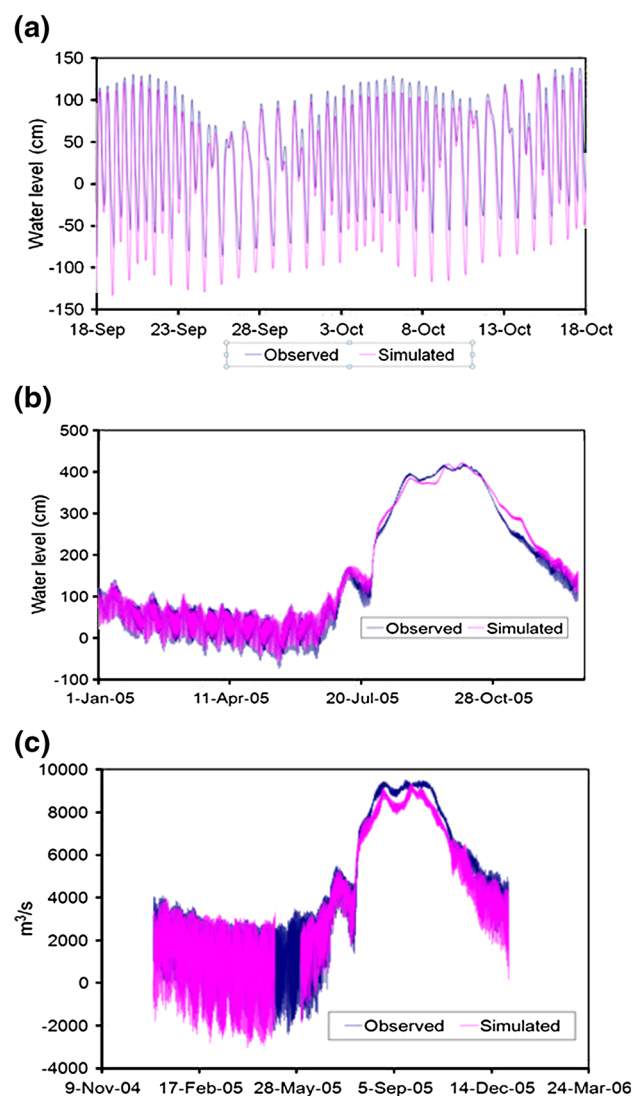 (a)
Water level (cm)
150
100
50
0
-50
-100
-150
18-Sep 23-Sep 28-Sep 3-Oct 8-Oct 13-Oct 18-Oct
Observed Simulated
(b)
Water level (cm)
500
400
300
200
100
0
-100
Observed Simulated
1-Jan-05 11-Apr-05 20-Jul-05 28-Oct-05
(c)
m³/s
10000
8000
6000
4000
2000
0
-2000
-4000
Observed Simulated
9-Nov-04 17-Feb-05 28-May-05 5-Sep-05 14-Dec-05 24-Mar-06